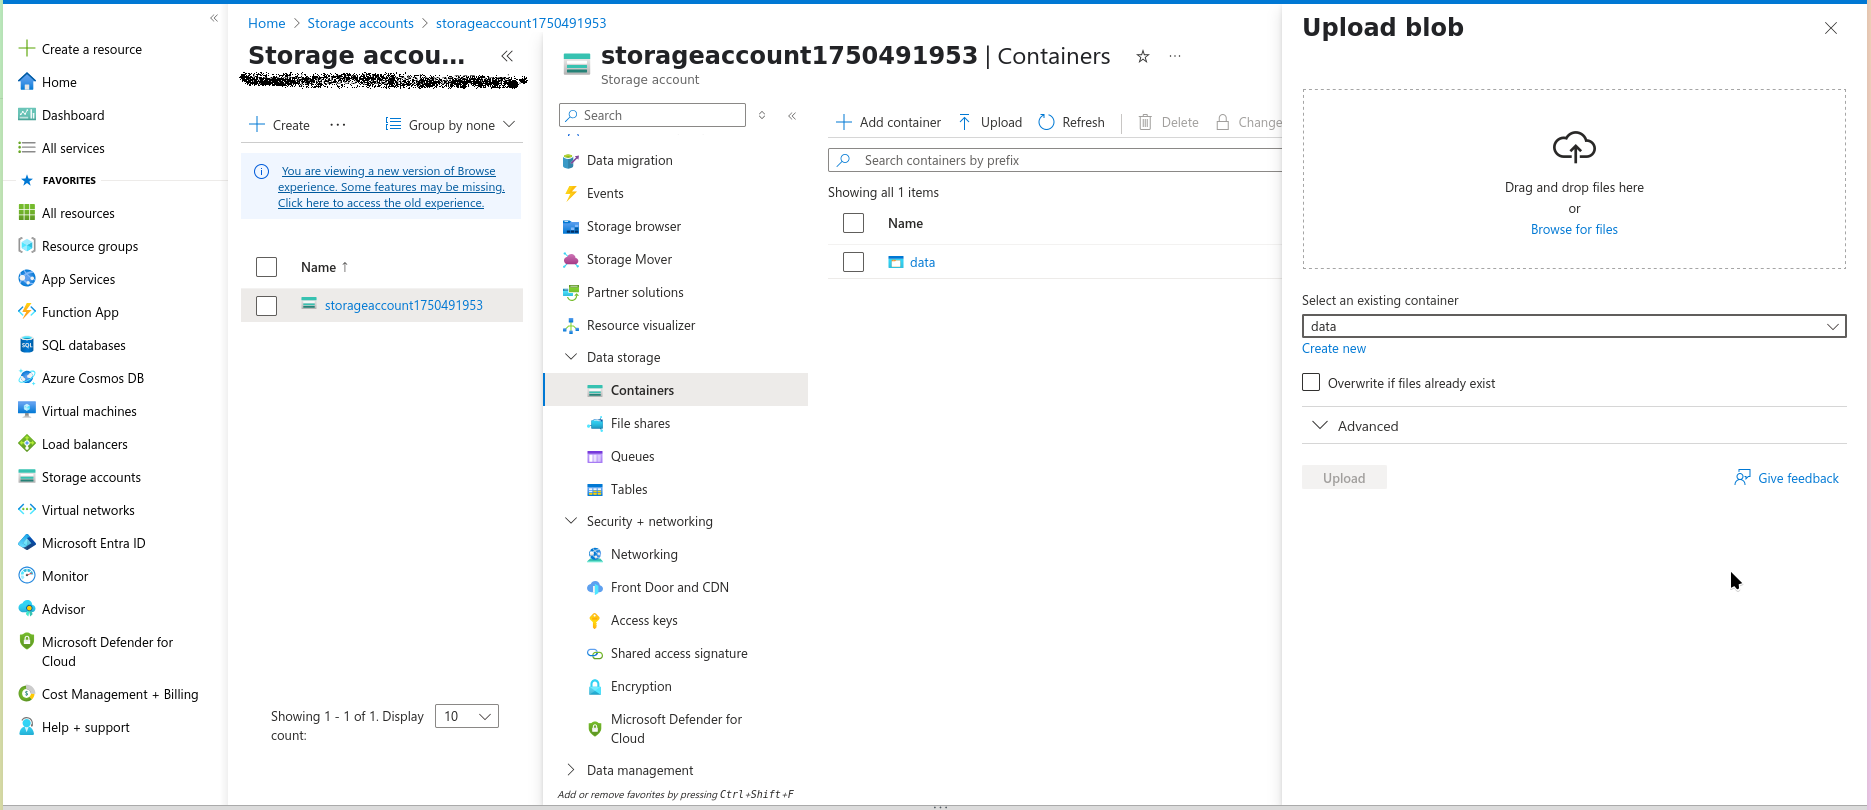 Create a resource
Home
Dashboard
All services
FAVORITES
All resources
Resource groups
App Services
Function App
SQL databases
Azure Cosmos DB
Virtual machines
Load balancers
Storage accounts
Virtual networks
Microsoft Entra ID
Monitor
Advisor
Microsoft Defender for
Cloud
Cost Management + Billing
Help + support
Home > Storage accounts > storageaccount1750491953
Storage accou...
Create
Group by none
You are viewing a new version of Browse
experience. Some features may be missing.
Click here to access the old experience.
Name ↑
storageaccount1750491953
Showing 1 - 1 of 1. Display
count:
10
storageaccount1750491953 | Containers
Storage account
Search
Data migration
Events
Storage browser
Storage Mover
Partner solutions
Resource visualizer
Data storage
Containers
File shares
Queues
Tables
Security + networking
Networking
Front Door and CDN
Access keys
Shared access signature
Encryption
Microsoft Defender for
Cloud
Data management
Add or remove favorites by pressing Ctrl+Shift+F
Add container
Upload
Refresh
Delete
Change
Search containers by prefix
Showing all 1 items
Name
data
Upload blob
Drag and drop files here
or
Browse for files
Select an existing container
data
Create new
Overwrite if files already exist
Advanced
Upload
Give feedback